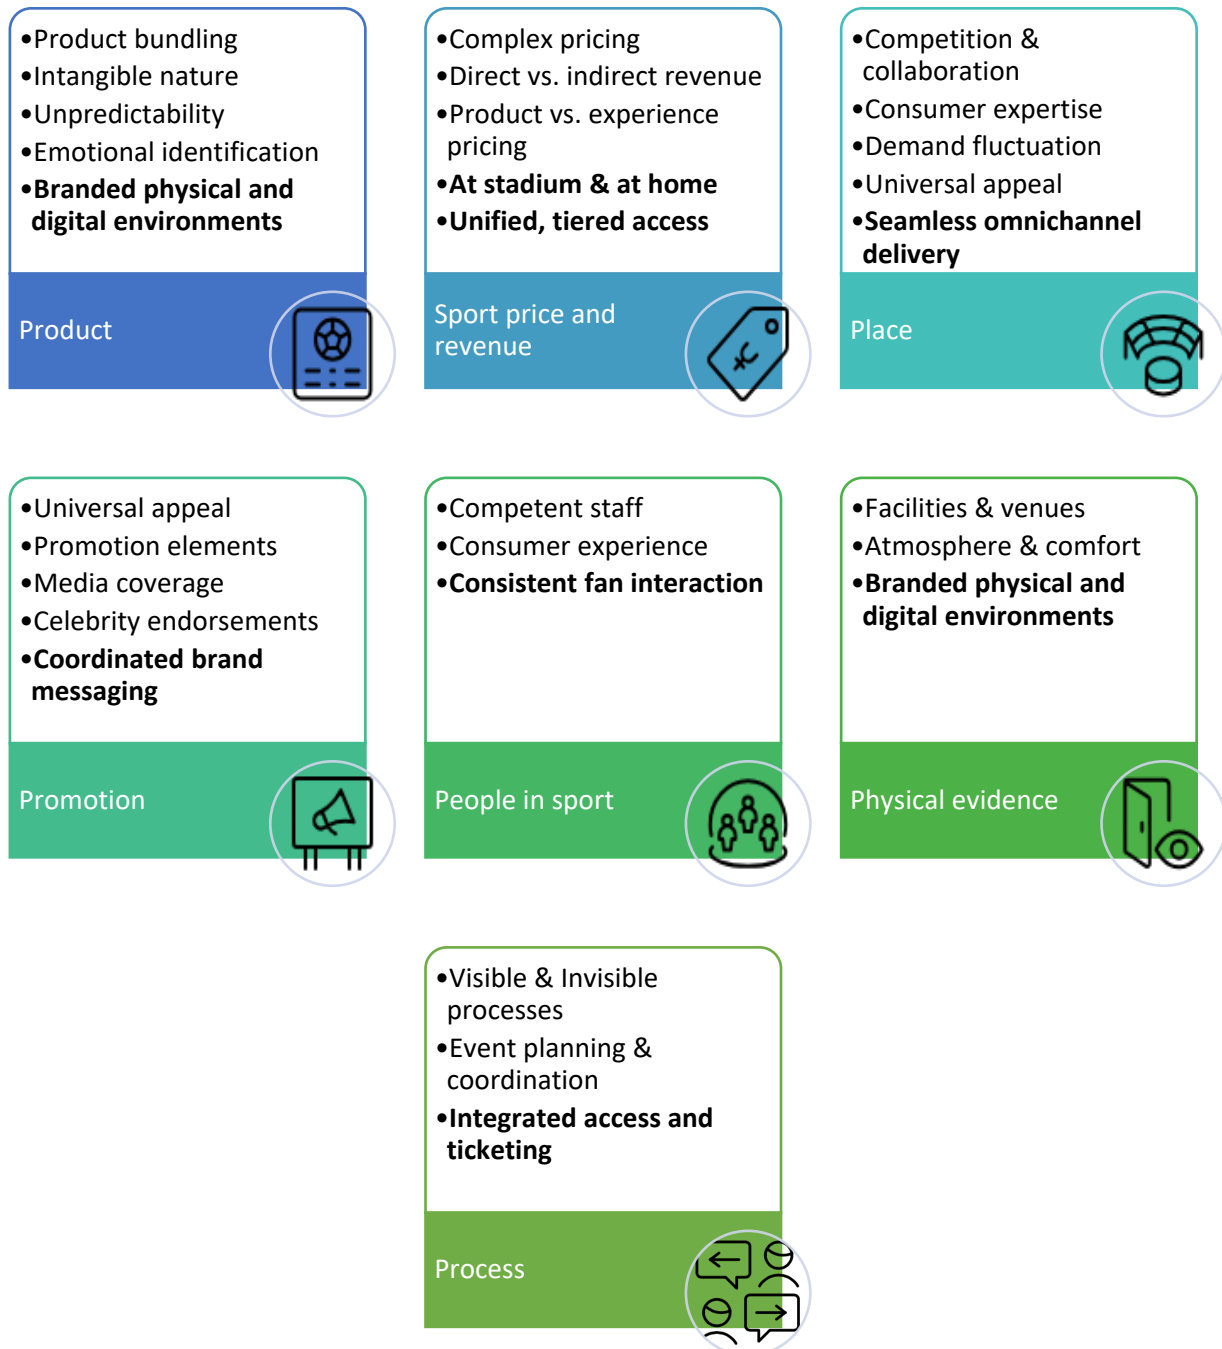 •Product bundling
•Intangible nature
•Unpredictability
•Emotional identification
•Branded physical and
digital environments
Product
•Complex pricing
•Direct vs. indirect revenue
•Product vs. experience
pricing
•At stadium & at home
•Unified, tiered access
Sport price and
revenue
•Competition &
collaboration
•Consumer expertise
•Demand fluctuation
•Universal appeal
•Seamless omnichannel
delivery
Place
•Universal appeal
•Promotion elements
•Media coverage
•Celebrity endorsements
•Coordinated brand
messaging
Promotion
•Competent staff
•Consumer experience
•Consistent fan interaction
People in sport
•Facilities & venues
•Atmosphere & comfort
•Branded physical and
digital environments
Physical evidence
•Visible & Invisible
processes
•Event planning &
coordination
•Integrated access and
ticketing
Process